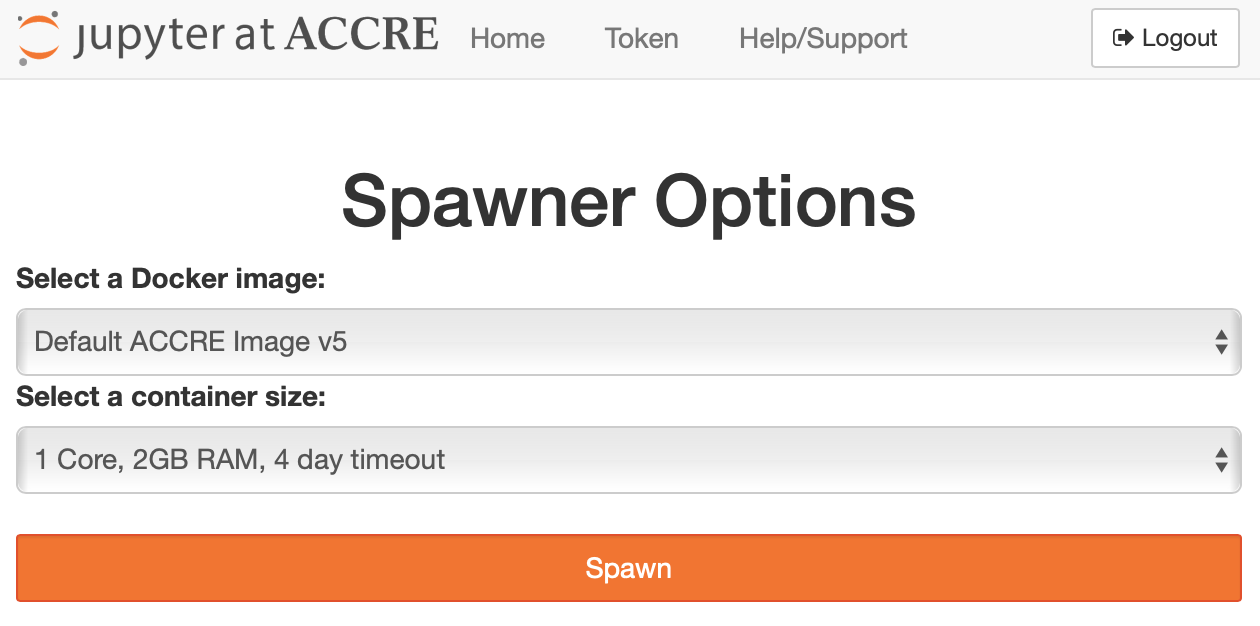 Jupyter at ACCRE Home Token Help/Support Logout
Spawner Options
Select a Docker image:
Default ACCRE Image v5
Select a container size:
1 Core, 2GB RAM, 4 day timeout
Spawn